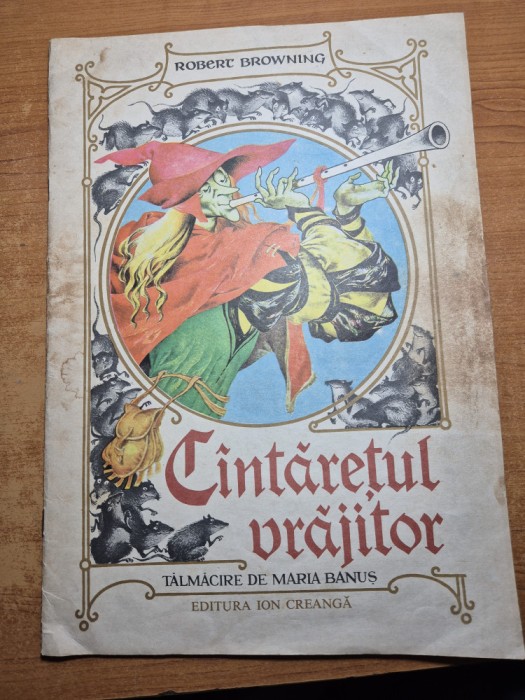 ROBERT BROWNING
Cîntărețul
vrăjitor
TĂLMĂCIRE DE MARIA BANUȘ
EDITURA ION CREANGĂ